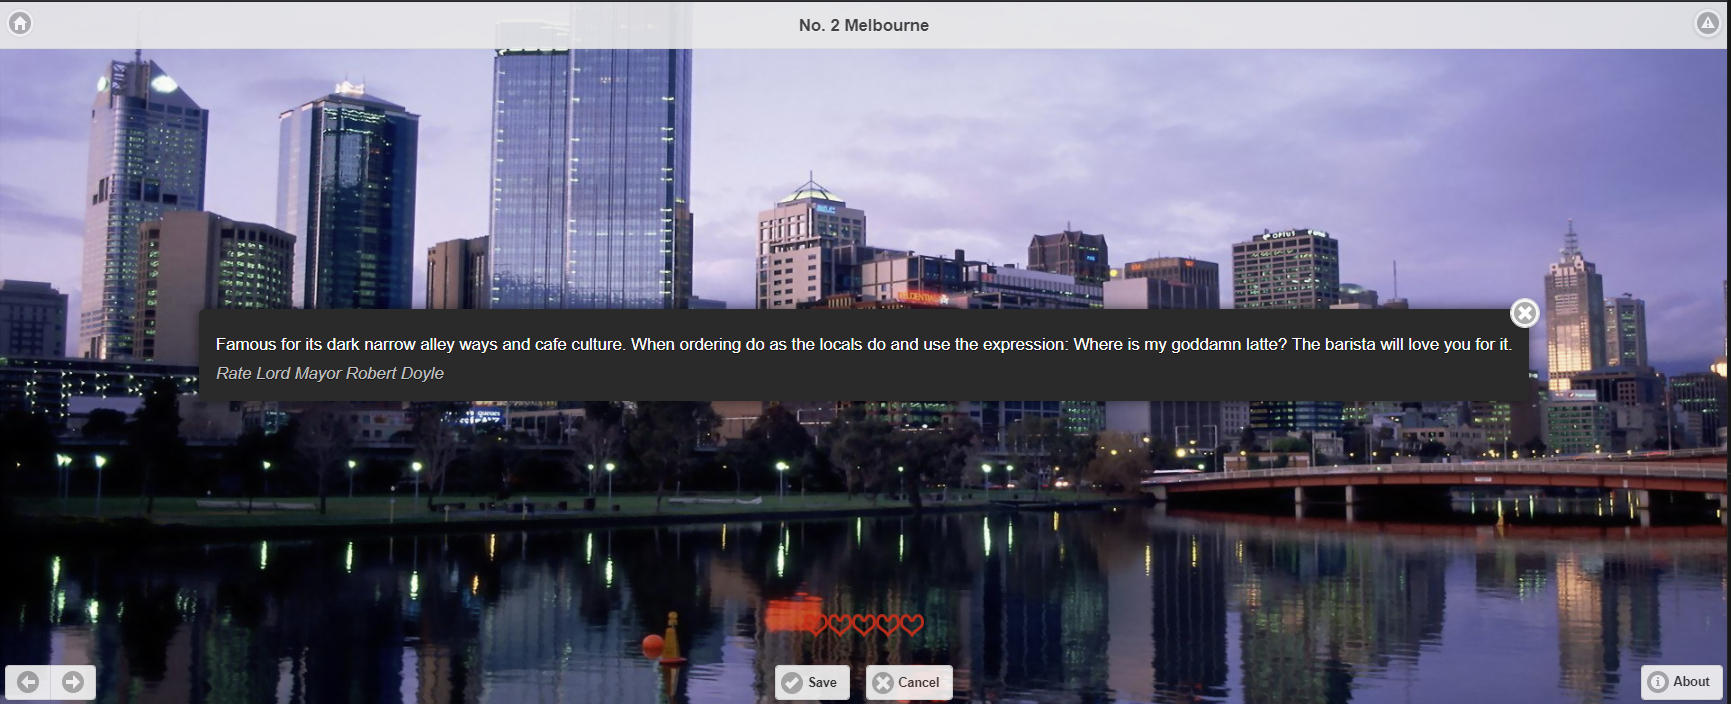 No. 2 Melbourne
OPTUS
PRUDENTIAL
Famous for its dark narrow alley ways and cafe culture. When ordering do as the locals do and use the expression: Where is my goddamn latte? The barista will love you for it.
Rate Lord Mayor Robert Doyle
Save
Cancel
About